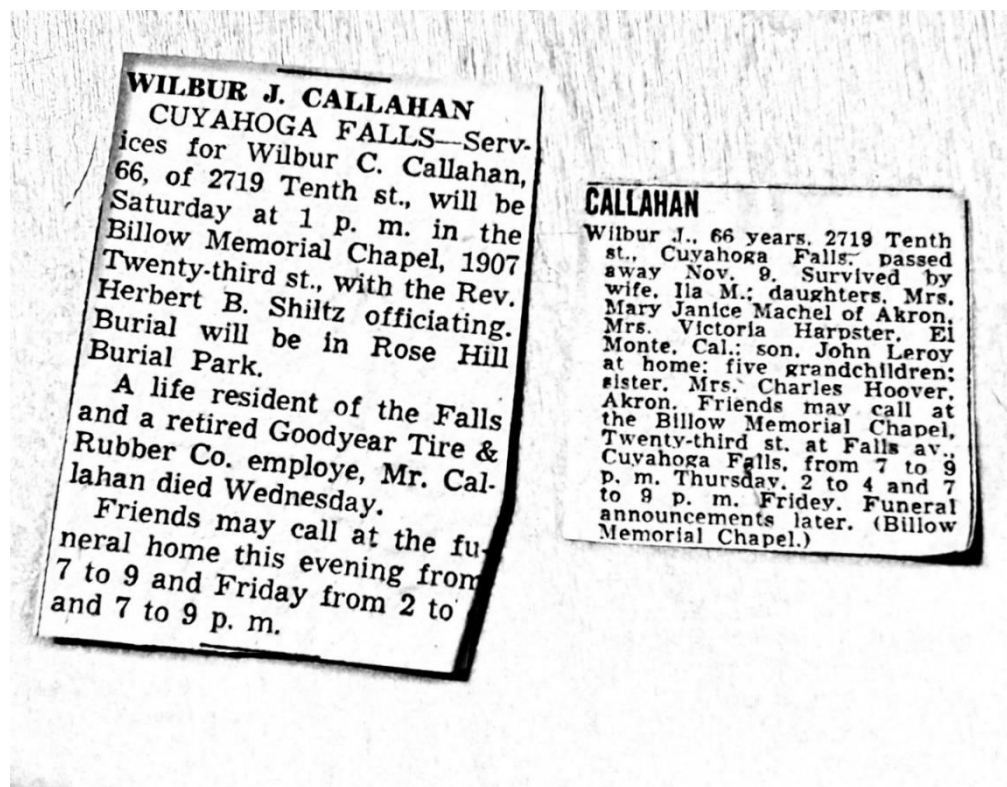 WILBUR J. CALLAHAN
CUYAHOGA FALLS—Serv-
ices for Wilbur C. Callahan,
66, of 2719 Tenth st., will be
Saturday at 1 p. m. in the
Billow Memorial Chapel, 1907
Twenty-third st., with the Rev.
Herbert B. Shiltz officiating.
Burial will be in Rose Hill
Burial Park.
A life resident of the Falls
and a retired Goodyear Tire &
Rubber Co. employe, Mr. Cal-
lahan died Wednesday.
Friends may call at the fu-
neral home this evening from
7 to 9 and Friday from 2 to
and 7 to 9 p. m.
CALLAHAN
Wilbur J., 66 years, 2719 Tenth
st., Cuyahoga Falls, passed
away Nov. 9. Survived by
wife, Ila M.; daughters, Mrs.
Mary Janice Machel of Akron,
Mrs. Victoria Harpster, El
Monte, Cal.; son, John Leroy
at home; five grandchildren;
sister, Mrs. Charles Hoover,
Akron. Friends may call at
the Billow Memorial Chapel,
Twenty-third st. at Falls av.,
Cuyahoga Falls, from 7 to 9
p. m. Thursday, 2 to 4 and 7
to 9 p. m. Fridey. Funeral
announcements later. (Billow
Memorial Chapel.)